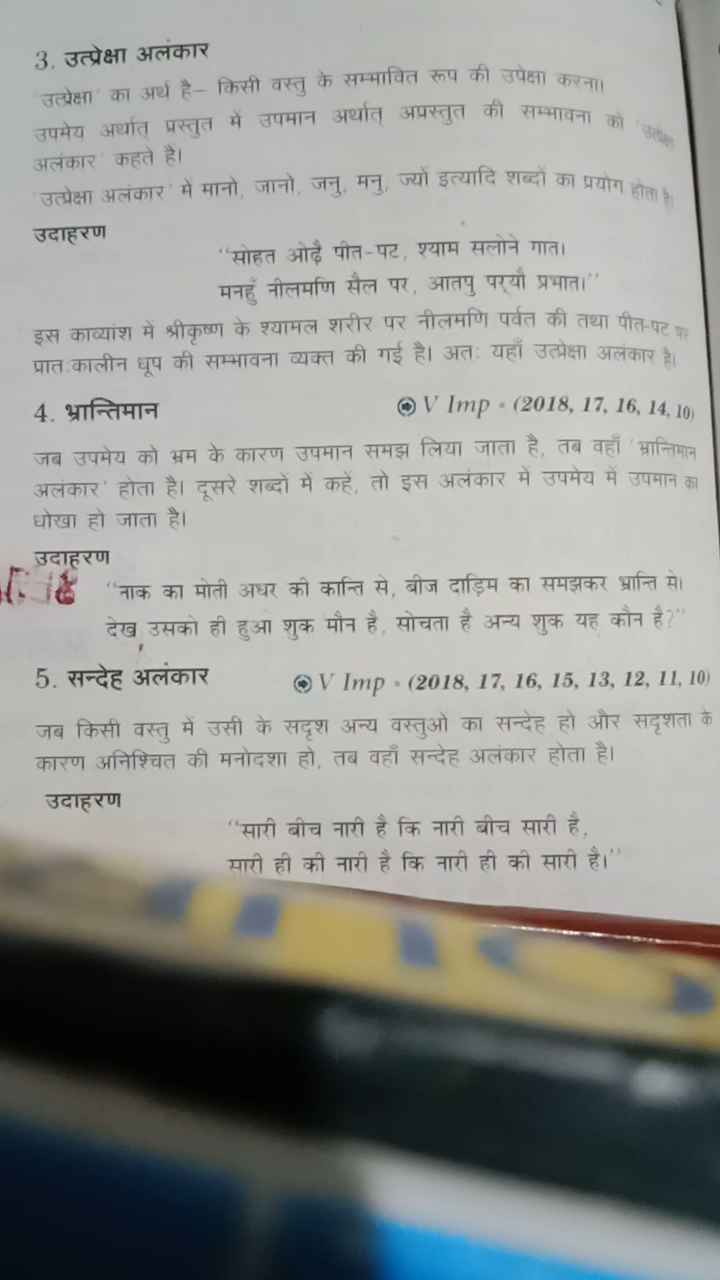 3. उत्प्रेक्षा अलंकार
'उत्प्रेक्षा' का अर्थ है– किसी वस्तु के सम्भावित रूप की उपेक्षा करना।
उपमेय अर्थात् प्रस्तुत में उपमान अर्थात् अप्रस्तुत की सम्भावना को 'उत्प्रेक्षा
अलंकार' कहते हैं।
'उत्प्रेक्षा अलंकार' में मानो, जानो, जनु, मनु, ज्यों इत्यादि शब्दों का प्रयोग होता है।
उदाहरण
"सोहत ओढ़ै पीत-पट, श्याम सलोने गात।
मनहुँ नीलमणि सैल पर, आतपु पर्‌यौ प्रभात।"
इस काव्यांश में श्रीकृष्ण के श्यामल शरीर पर नीलमणि पर्वत की तथा पीत-पट पर
प्रात:कालीन धूप की सम्भावना व्यक्त की गई है। अत: यहाँ उत्प्रेक्षा अलंकार है।
4. भ्रान्तिमान V Imp • (2018, 17, 16, 14, 10)
जब उपमेय को भ्रम के कारण उपमान समझ लिया जाता है, तब वहाँ 'भ्रान्तिमान
अलंकार' होता है। दूसरे शब्दों में कहें, तो इस अलंकार में उपमेय में उपमान का
धोखा हो जाता है।
उदाहरण
"नाक का मोती अधर की कान्ति से, बीज दाड़िम का समझकर भ्रान्ति से।
देख उसको ही हुआ शुक मौन है, सोचता है अन्य शुक यह कौन है?"
5. सन्देह अलंकार V Imp • (2018, 17, 16, 15, 13, 12, 11, 10)
जब किसी वस्तु में उसी के सदृश अन्य वस्तुओं का सन्देह हो और सदृशता के
कारण अनिश्चित की मनोदशा हो, तब वहाँ सन्देह अलंकार होता है।
उदाहरण
"सारी बीच नारी है कि नारी बीच सारी है,
सारी ही की नारी है कि नारी ही की सारी है।"